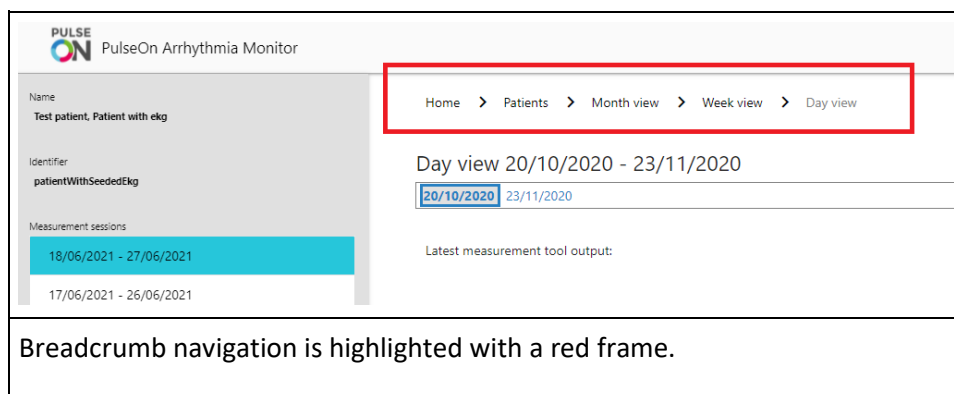 PULSE
ON PulseOn Arrhythmia Monitor
Name
Test patient, Patient with ekg
Identifier
patientWithSeededEkg
Measurement sessions
18/06/2021 - 27/06/2021
17/06/2021 - 26/06/2021
Home > Patients > Month view > Week view > Day view
Day view 20/10/2020 - 23/11/2020
20/10/2020 23/11/2020
Latest measurement tool output:
Breadcrumb navigation is highlighted with a red frame.